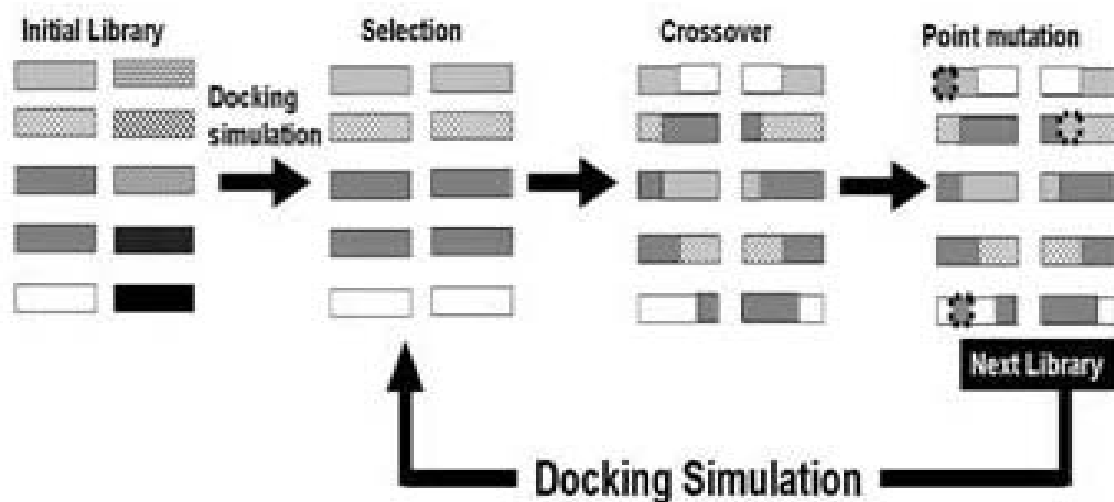 Initial Library
Selection
Crossover
Point mutation
Docking
simulation
Next Library
Docking Simulation